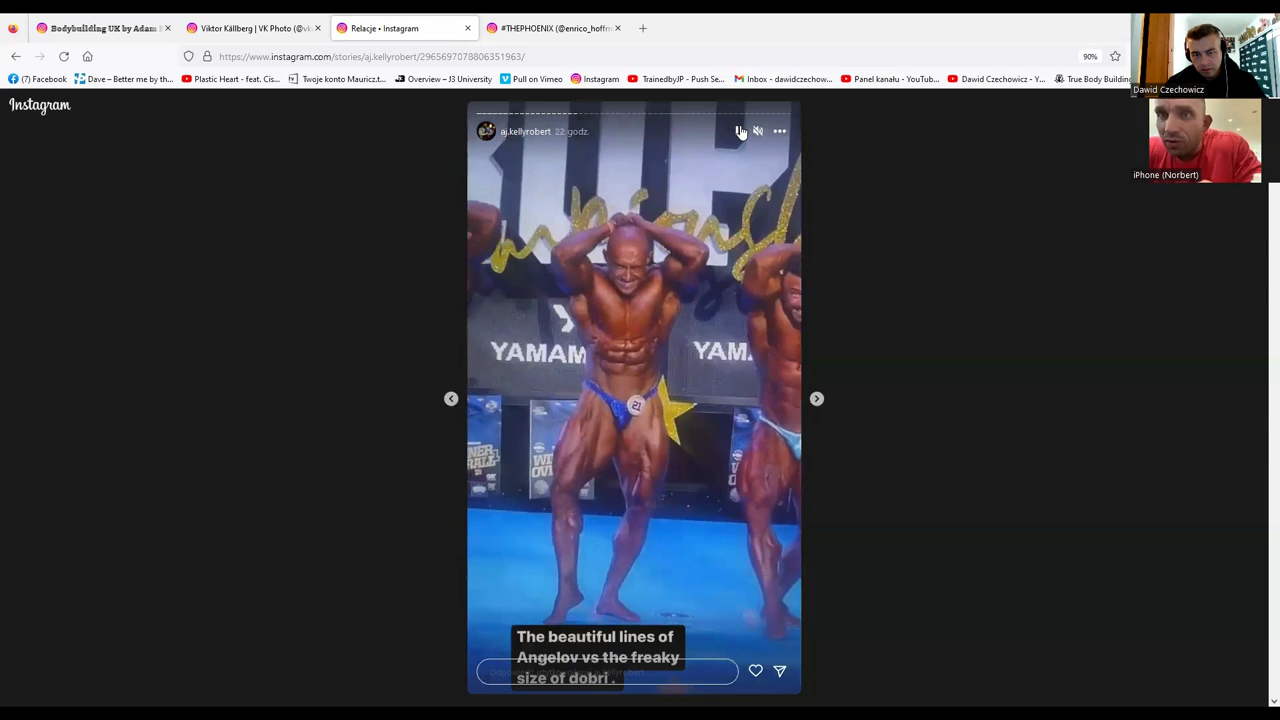 Bodybuilding UK by Adam
Viktor Källberg | VK Photo (@vk
Relacje • Instagram
#THEPHOENIX (@enrico_hoffm
https://www.instagram.com/stories/aj.kellyrobert/2965697078806351963/
90%
(7) Facebook
Dave – Better me by th...
Plastic Heart - feat. Cis...
Twoje konto Mauricz.t...
Overview – J3 University
Pull on Vimeo
Instagram
TrainedbyJP - Push Se...
Inbox - dawidczechow...
Panel kanału - YouTub...
Dawid Czechowicz - Y...
True Body Building
Dawid Czechowicz
iPhone (Norbert)
Instagram
aj.kellyrobert 22 godz.
YAMAM
YAM
21
The beautiful lines of
Angelov vs the freaky
size of dobri .